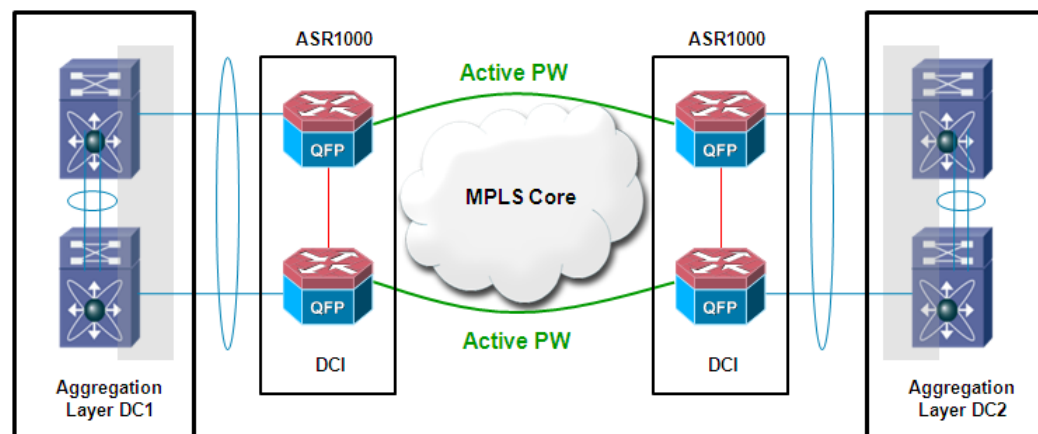 ASR1000
ASR1000
Active PW
QFP
QFP
MPLS Core
QFP
QFP
Active PW
DCI
DCI
Aggregation
Layer DC1
Aggregation
Layer DC2